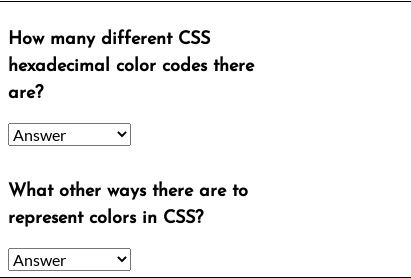 How many different CSS
hexadecimal color codes there
are?
Answer
What other ways there are to
represent colors in CSS?
Answer